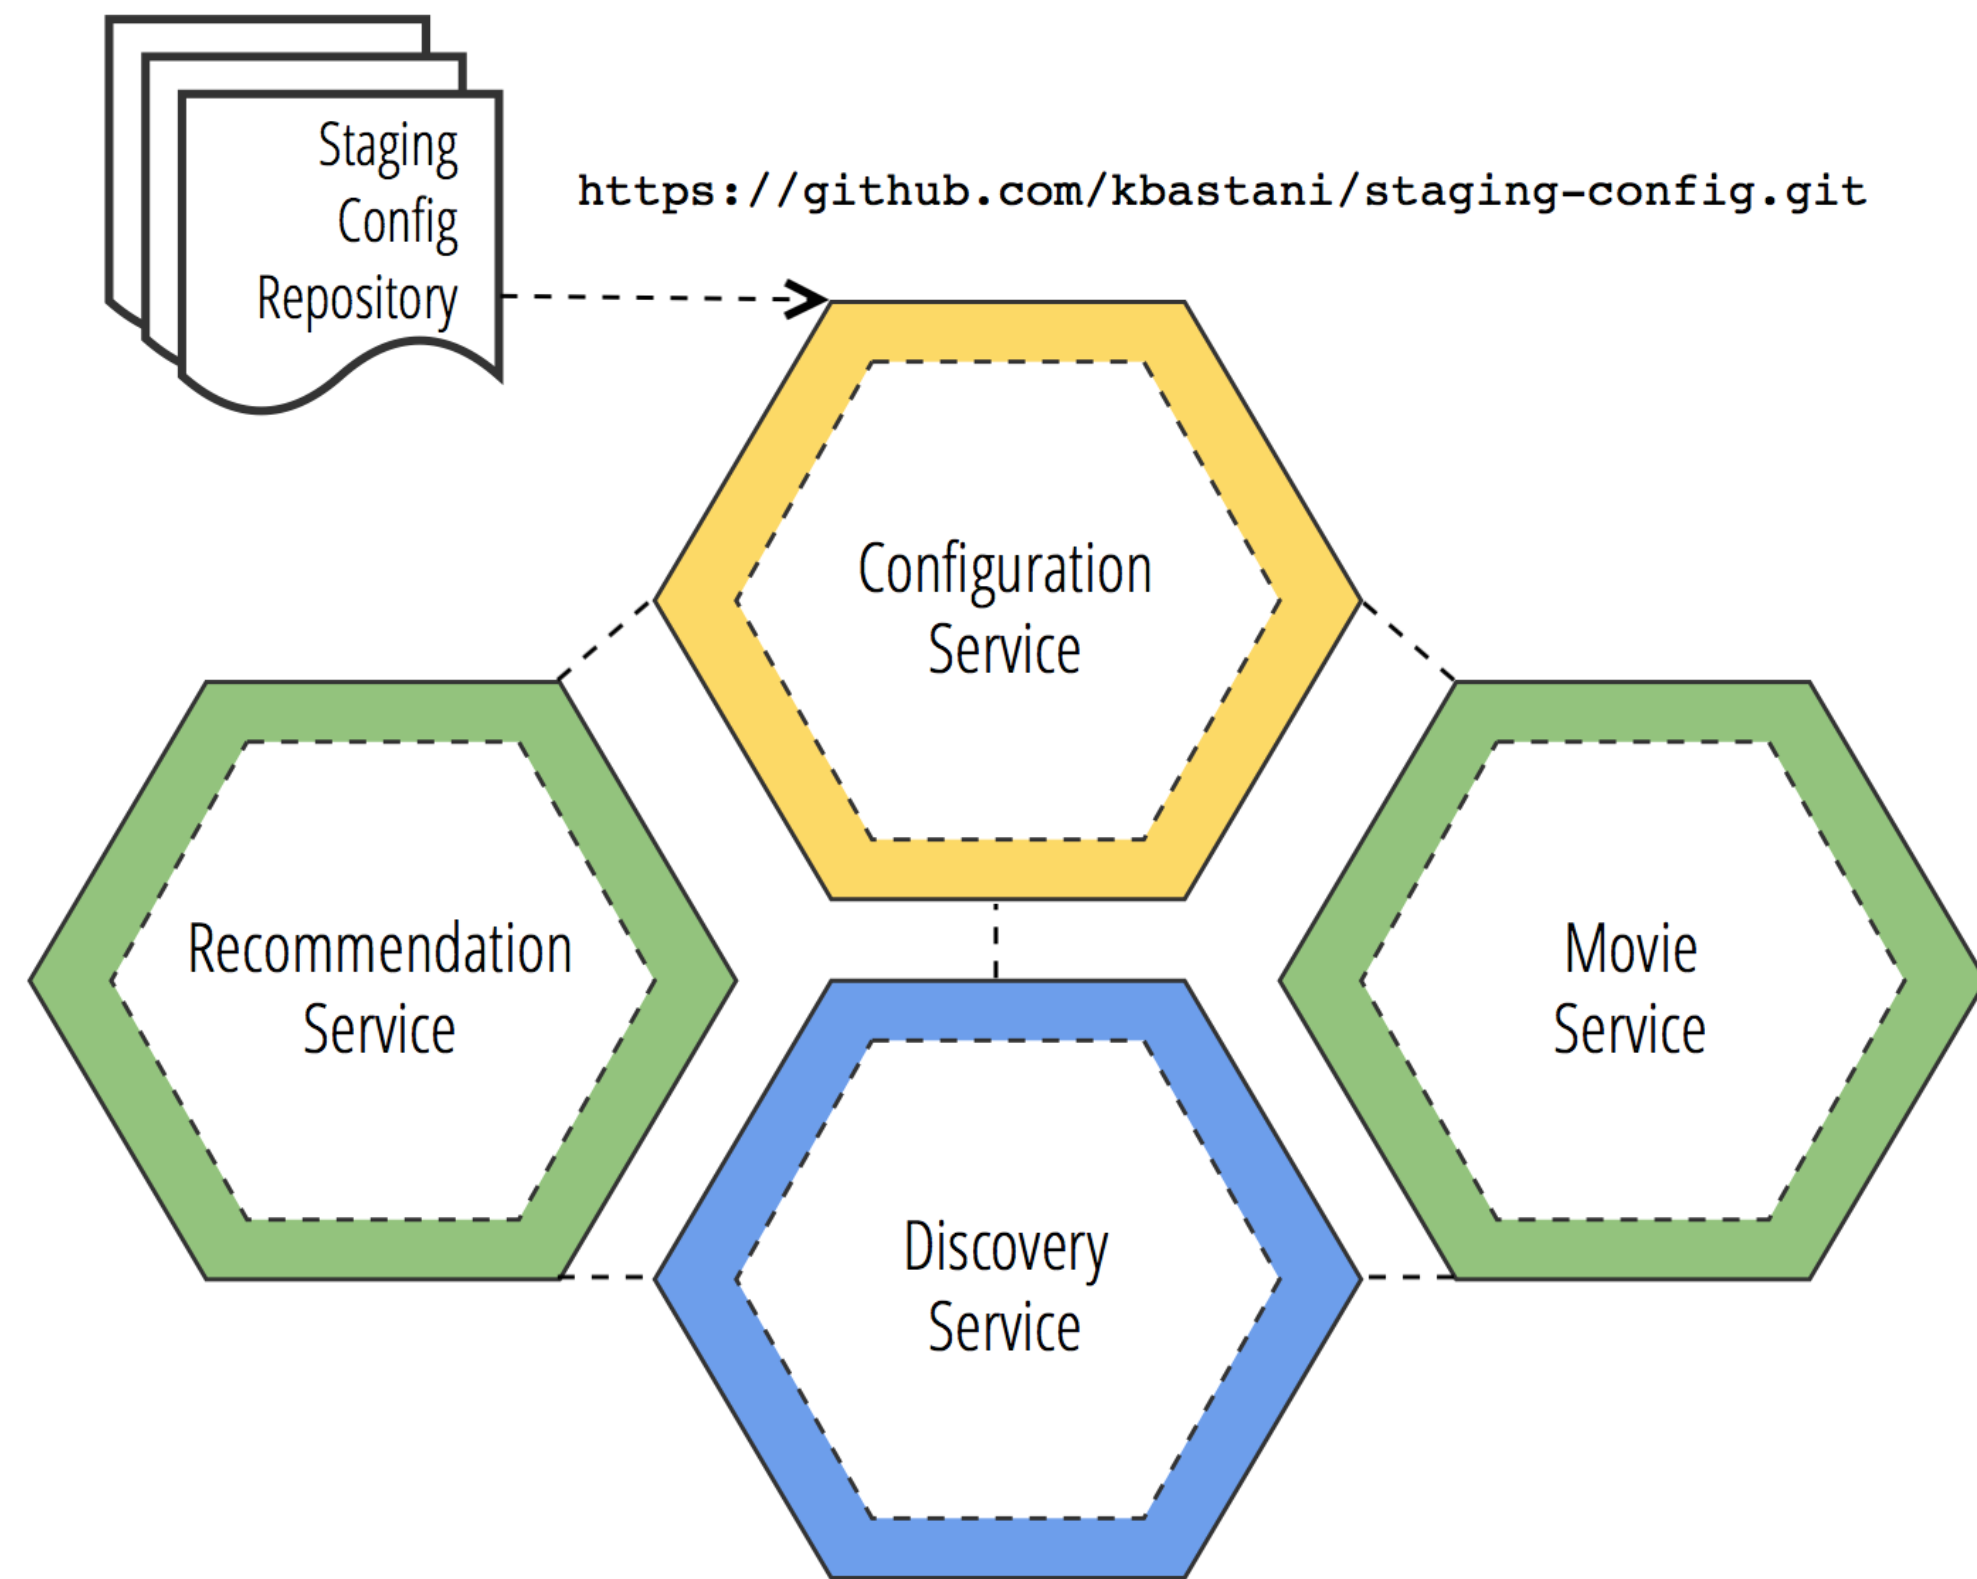 Staging
Config
Repository
https://github.com/kbastani/staging-config.git
Configuration
Service
Recommendation
Service
Movie
Service
Discovery
Service